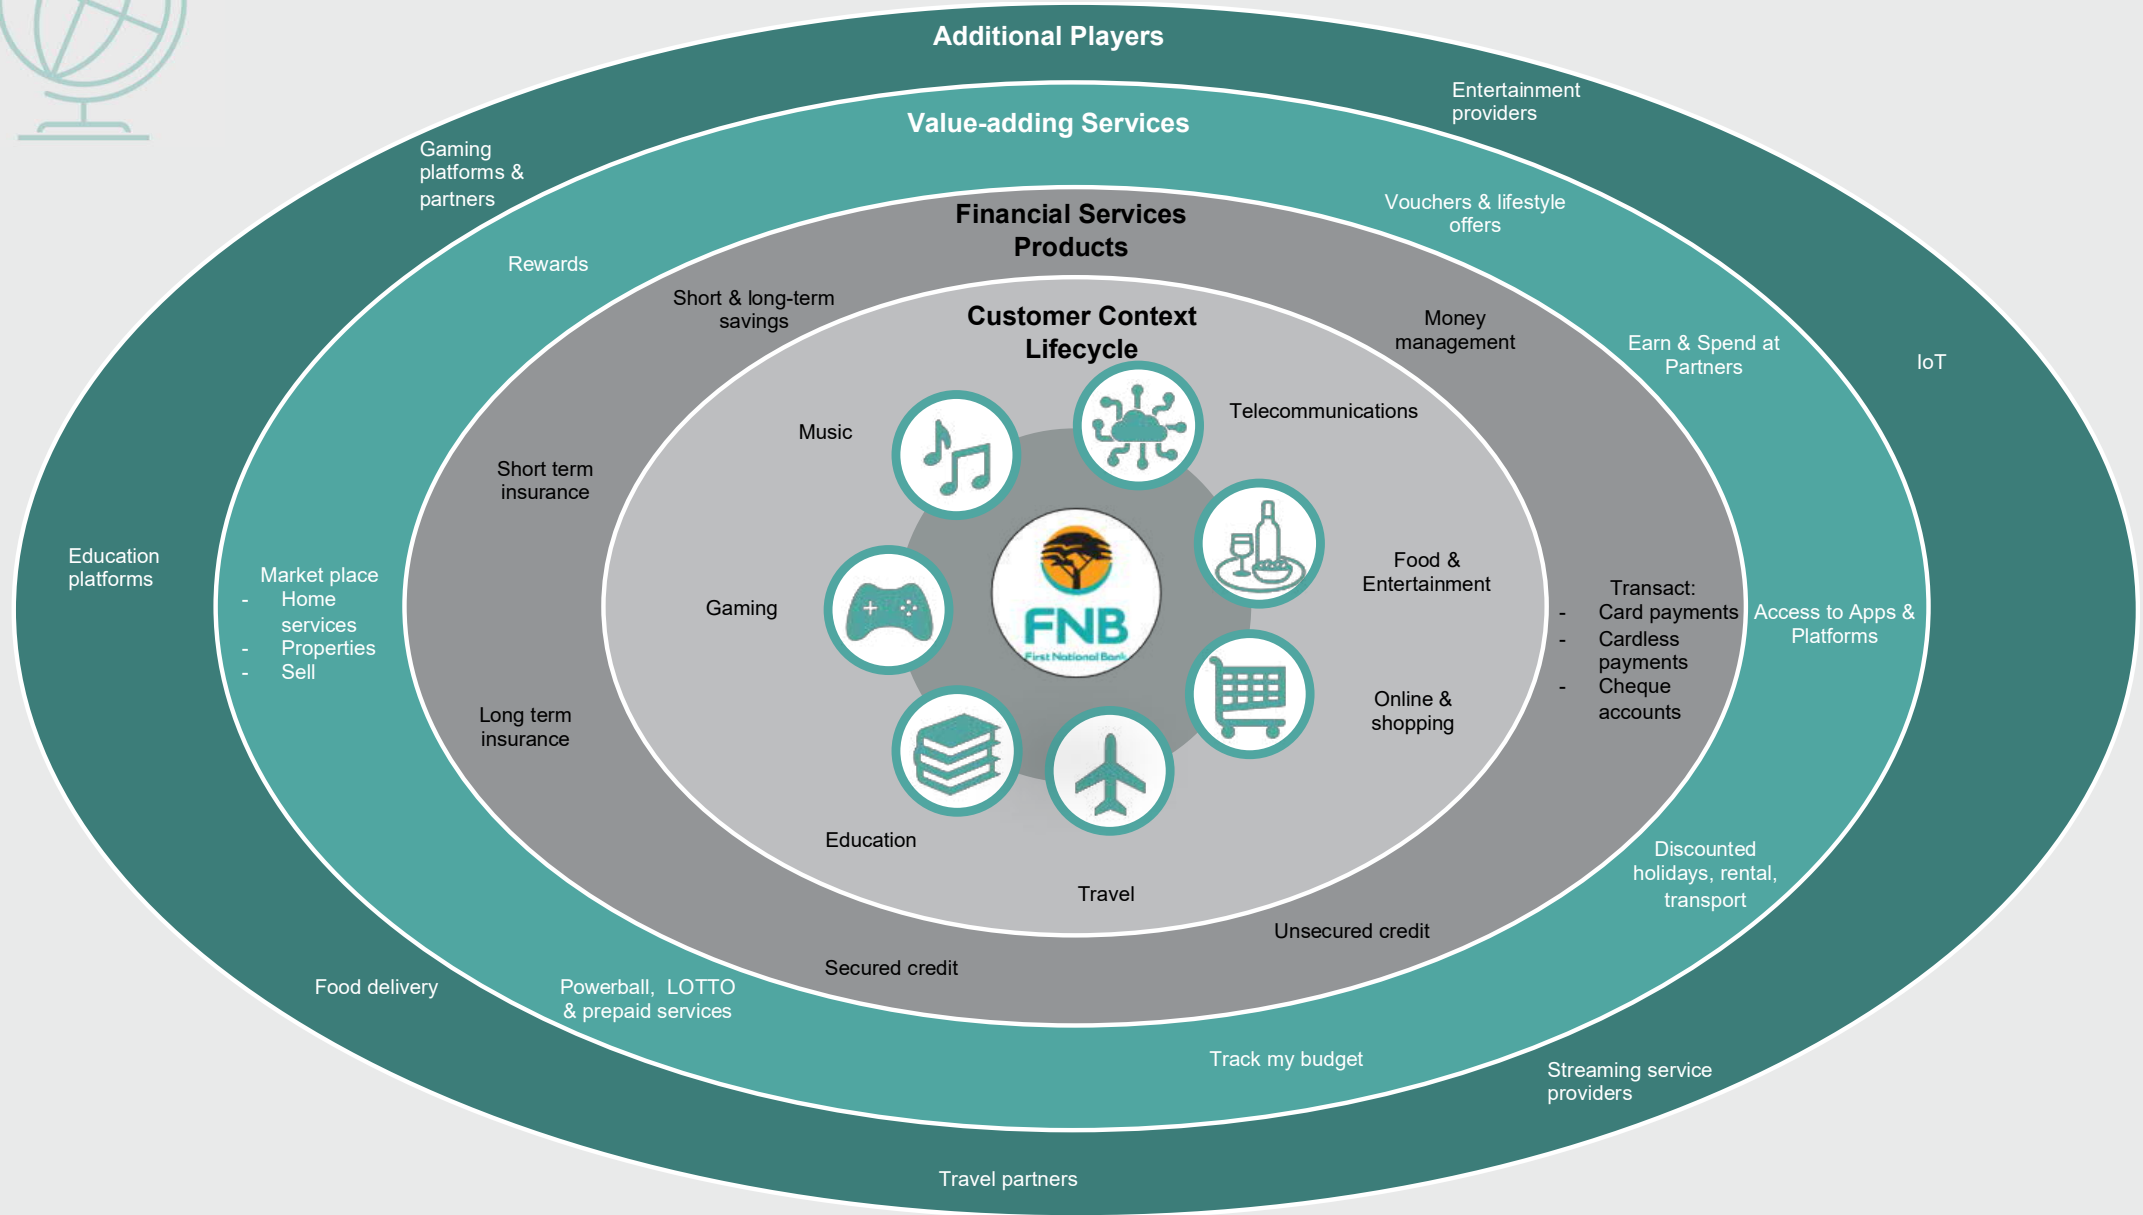 Additional Players
Entertainment
providers
Value-adding Services
Gaming
platforms &
partners
Vouchers & lifestyle
offers
Financial Services
Products
Rewards
Short & long-term
savings
Customer Context
Lifecycle
Money
management
Earn & Spend at
Partners
IoT
Music
Telecommunications
Short term
insurance
Education
platforms
Food &
Entertainment
Market place
- Home
services
- Properties
- Sell
Gaming
FNB
First National Bank
Transact:
- Card payments
- Cardless
payments
- Cheque
accounts
Access to Apps &
Platforms
Long term
insurance
Online &
shopping
Education
Discounted
holidays, rental,
transport
Travel
Unsecured credit
Secured credit
Food delivery
Powerball, LOTTO
& prepaid services
Track my budget
Streaming service
providers
Travel partners